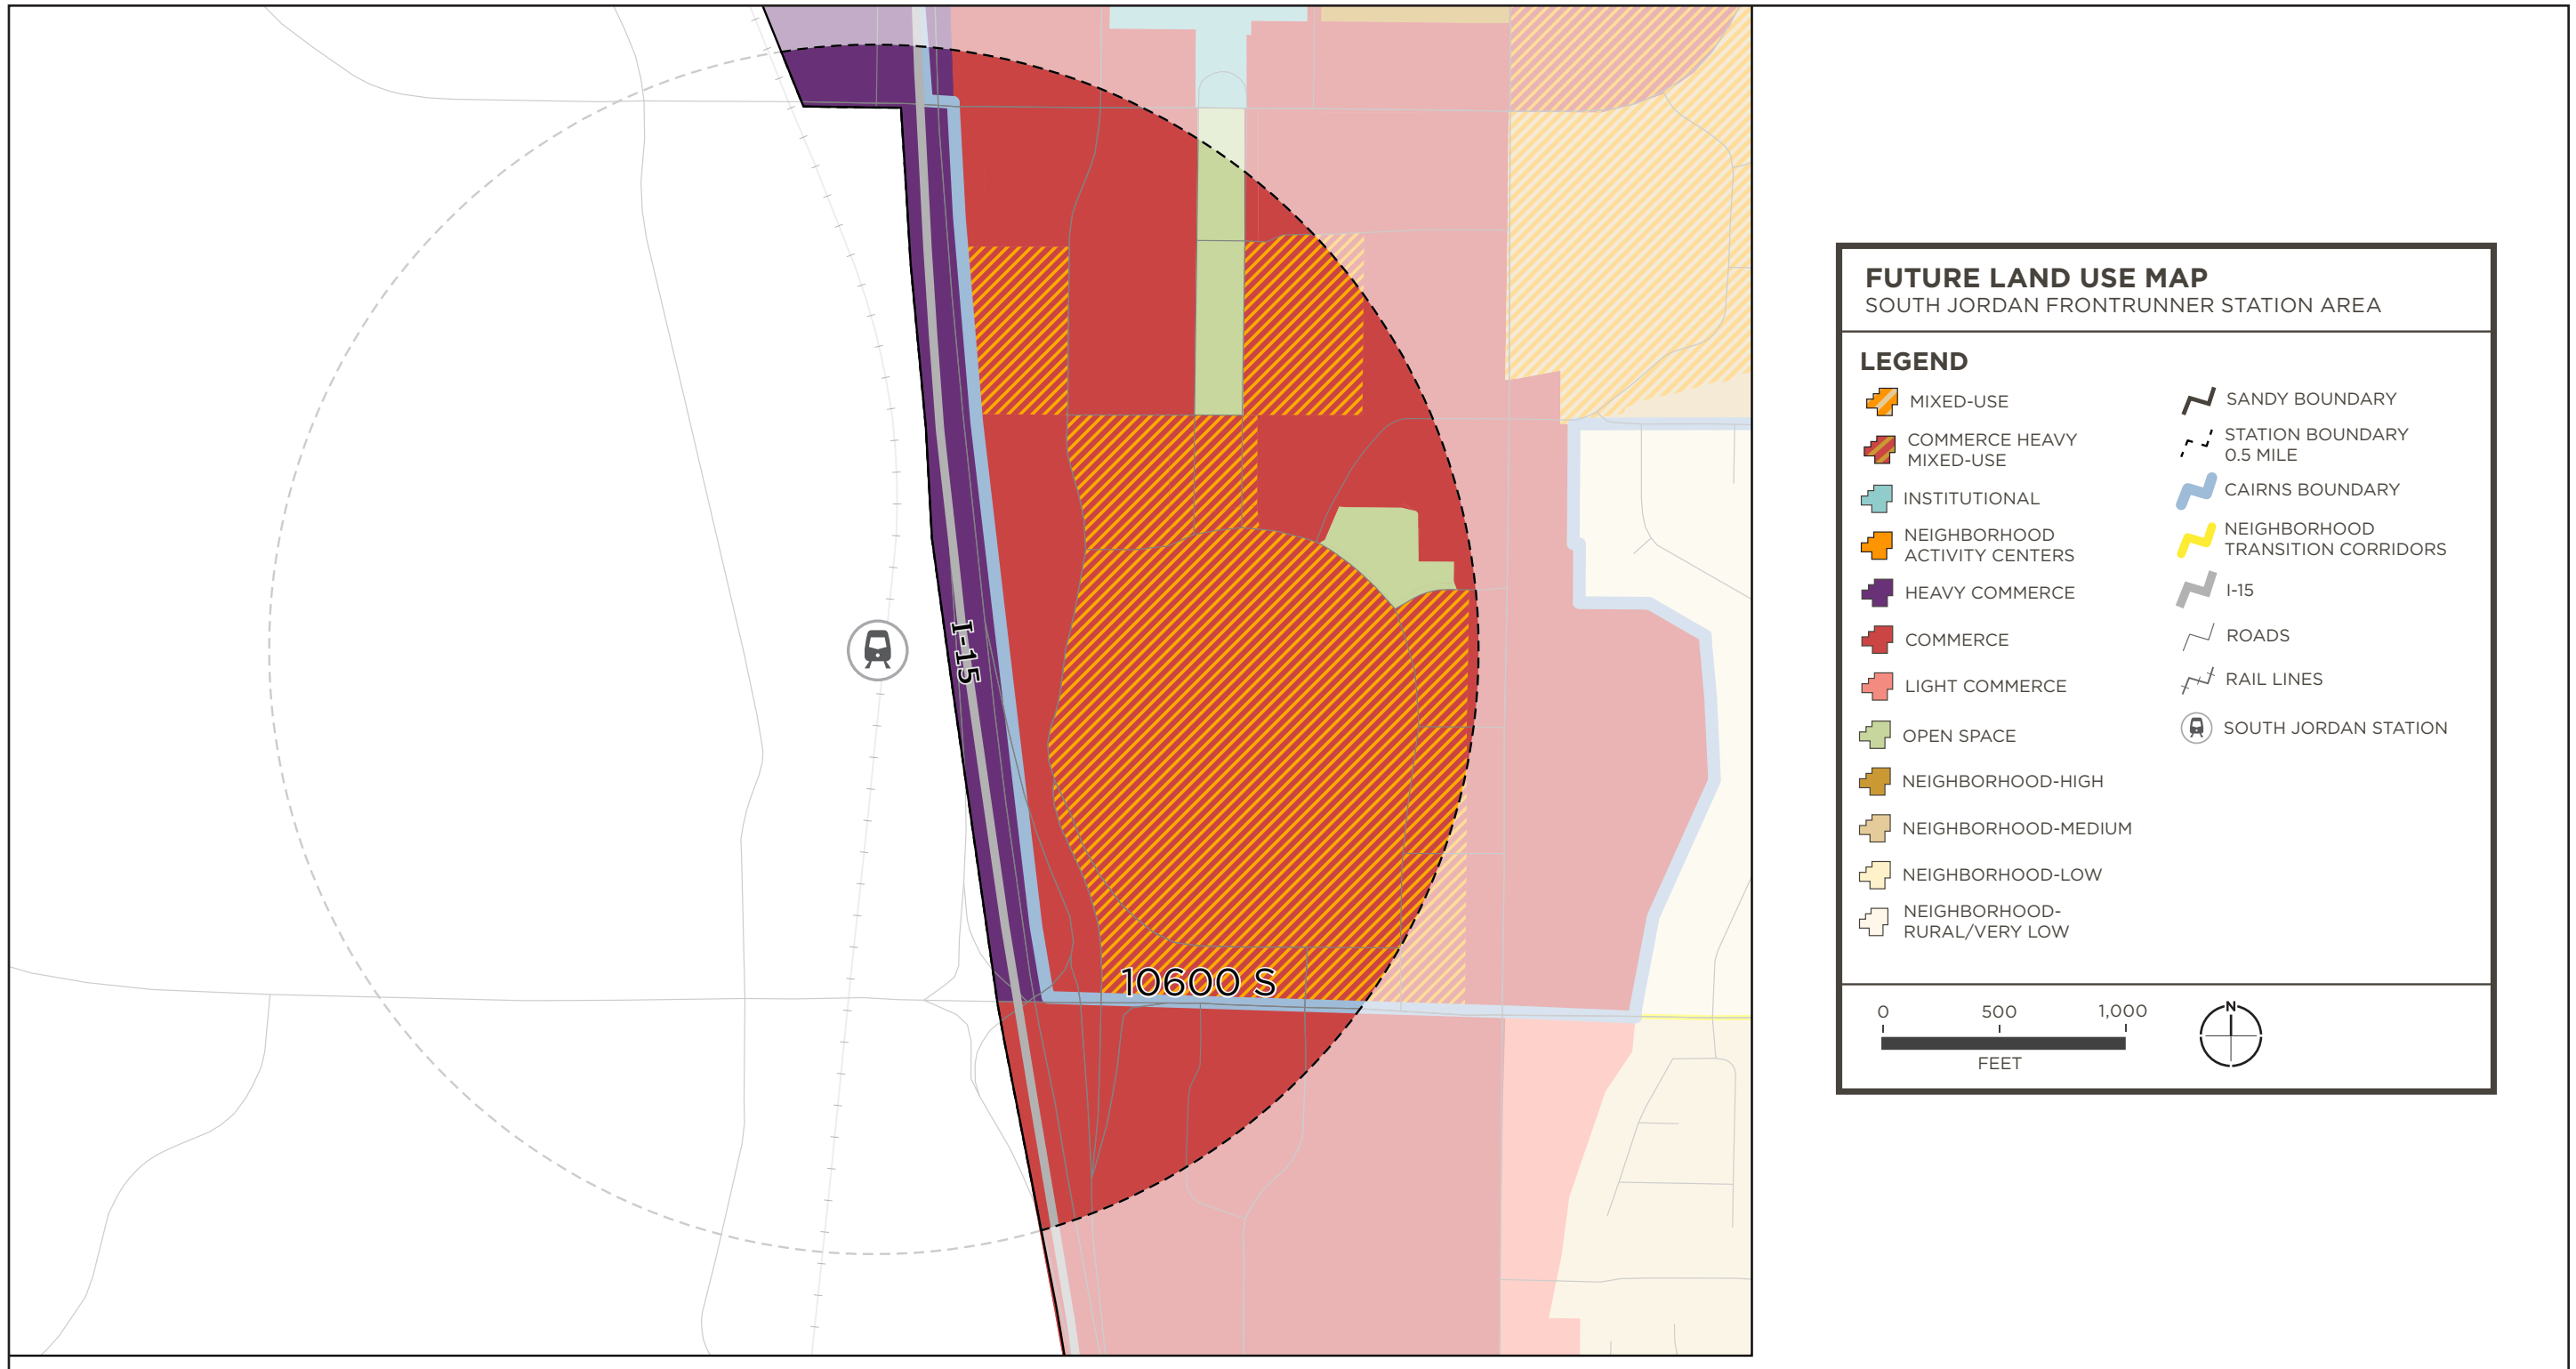 I-15
10600 S
FUTURE LAND USE MAP
SOUTH JORDAN FRONTRUNNER STATION AREA
LEGEND
MIXED-USE
COMMERCE HEAVY
MIXED-USE
INSTITUTIONAL
NEIGHBORHOOD
ACTIVITY CENTERS
HEAVY COMMERCE
COMMERCE
LIGHT COMMERCE
OPEN SPACE
NEIGHBORHOOD-HIGH
NEIGHBORHOOD-MEDIUM
NEIGHBORHOOD-LOW
NEIGHBORHOOD-
RURAL/VERY LOW
SANDY BOUNDARY
STATION BOUNDARY
0.5 MILE
CAIRNS BOUNDARY
NEIGHBORHOOD
TRANSITION CORRIDORS
I-15
ROADS
RAIL LINES
SOUTH JORDAN STATION
0 500 1,000
FEET
N